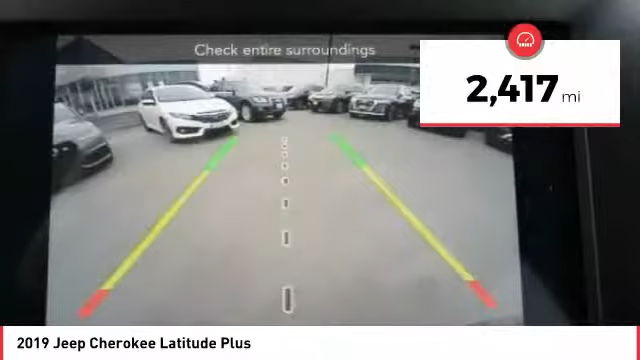 Check entire surroundings
2,417 mi
2019 Jeep Cherokee Latitude Plus